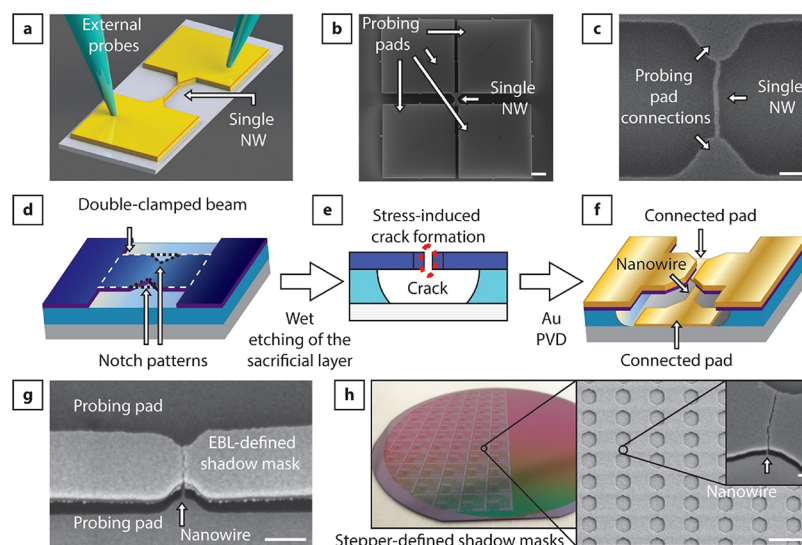 a
External
probes
Single
NW
b
Probing
pads
Single
NW
c
Probing
pad
connections
Single
NW
d
Double-clamped beam
Notch patterns
Wet
etching of the
sacrificial layer
e
Stress-induced
crack formation
Crack
Au
PVD
f
Connected pad
Nanowire
Connected pad
g
Probing pad
EBL-defined
shadow mask
Probing pad
Nanowire
h
Stepper-defined shadow masks
Nanowire